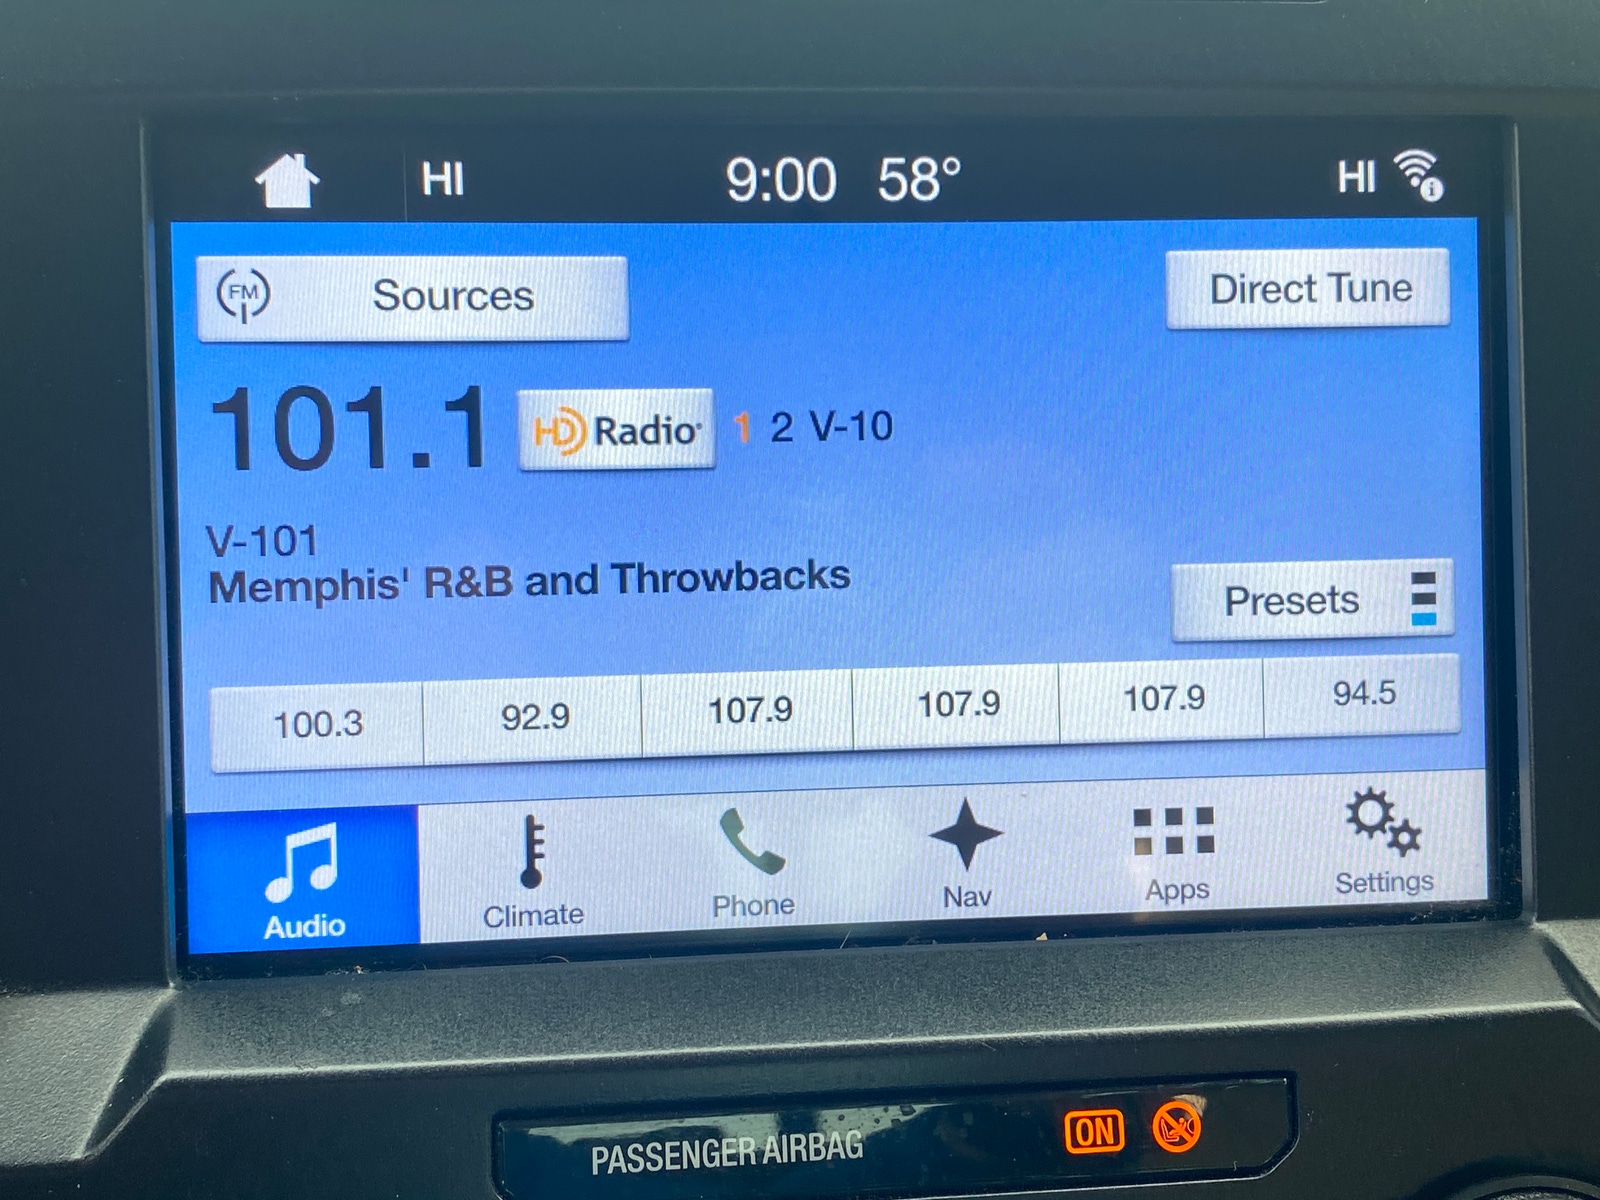 HI 9:00 58° HI
FM Sources Direct Tune
101.1 HD Radio 1 2 V-10
V-101
Memphis' R&B and Throwbacks
Presets
100.3 92.9 107.9 107.9 107.9 94.5
Audio Climate Phone Nav Apps Settings
PASSENGER AIRBAG ON